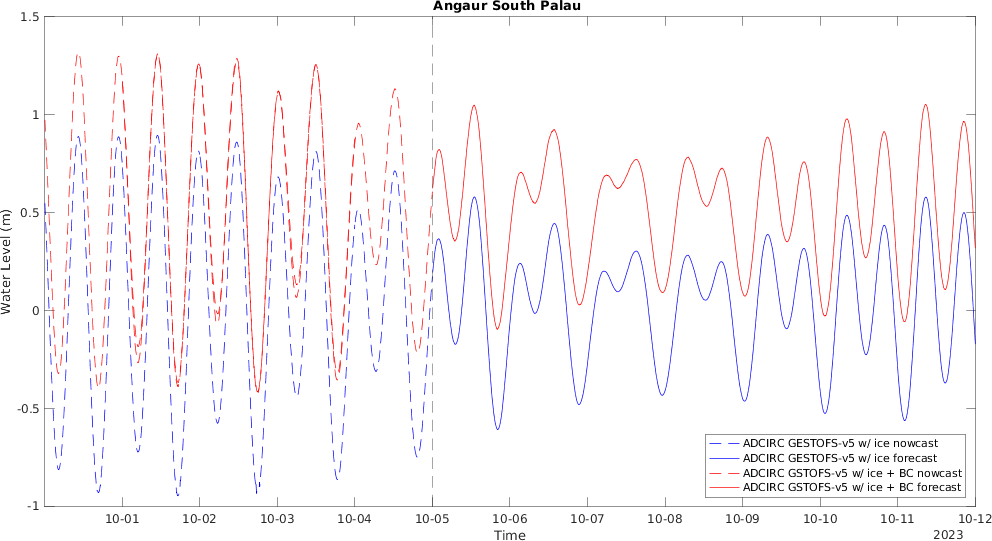 Angaur South Palau
1.5
1
0.5
0
-0.5
-1
Water Level (m)
10-01 10-02 10-03 10-04 10-05 10-06 10-07 10-08 10-09 10-10 10-11 10-12
Time
2023
ADCIRC GESTOFS-v5 w/ ice nowcast
ADCIRC GESTOFS-v5 w/ ice forecast
ADCIRC GSTOFS-v5 w/ ice + BC nowcast
ADCIRC GSTOFS-v5 w/ ice + BC forecast